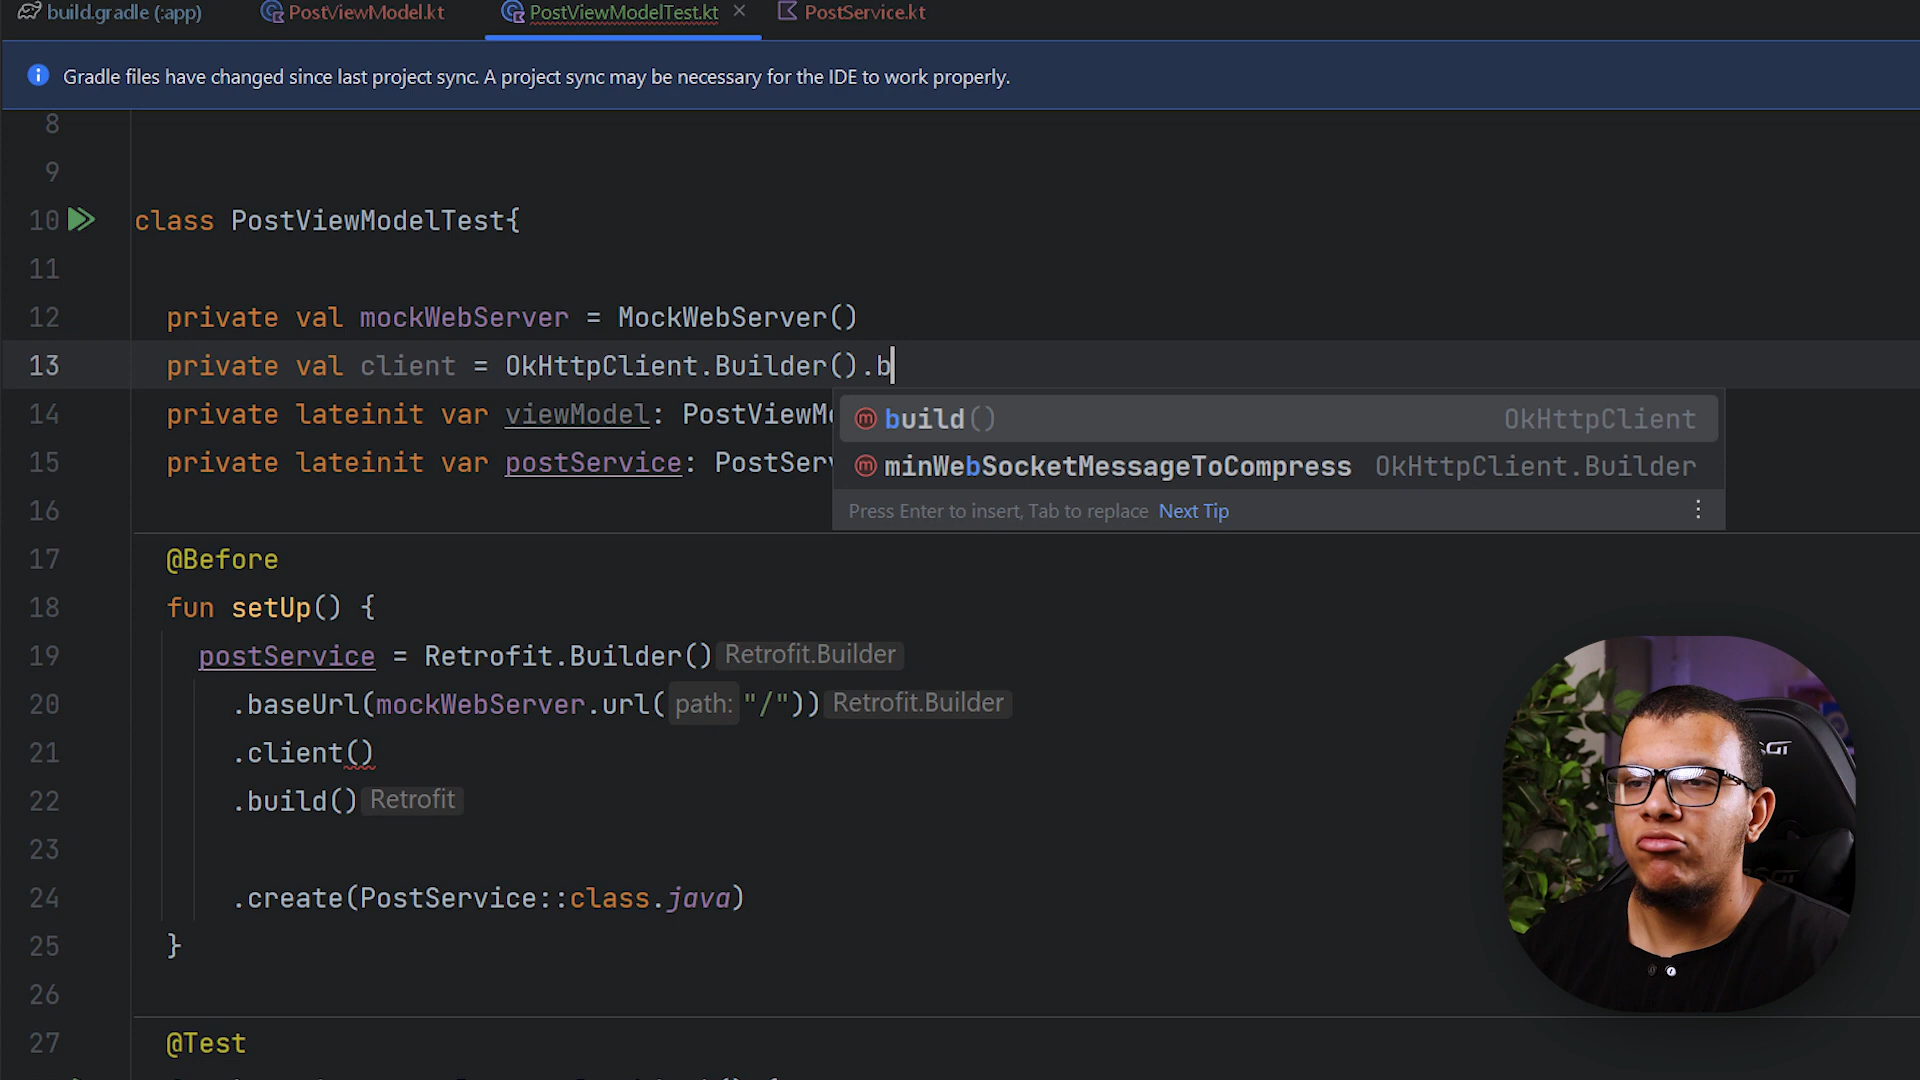 build.gradle (:app) PostViewModel.kt PostViewModelTest.kt PostService.kt
Gradle files have changed since last project sync. A project sync may be necessary for the IDE to work properly.
8
9
10 class PostViewModelTest{
11
12 private val mockWebServer = MockWebServer()
13 private val client = OkHttpClient.Builder().b
14 private lateinit var viewModel: PostViewMo
build() OkHttpClient
15 private lateinit var postService: PostServ
minWebSocketMessageToCompress OkHttpClient.Builder
16
Press Enter to insert, Tab to replace Next Tip
17 @Before
18 fun setUp() {
19 postService = Retrofit.Builder() Retrofit.Builder
20 .baseUrl(mockWebServer.url( path: "/")) Retrofit.Builder
21 .client()
22 .build() Retrofit
23
24 .create(PostService::class.java)
25 }
26
27 @Test